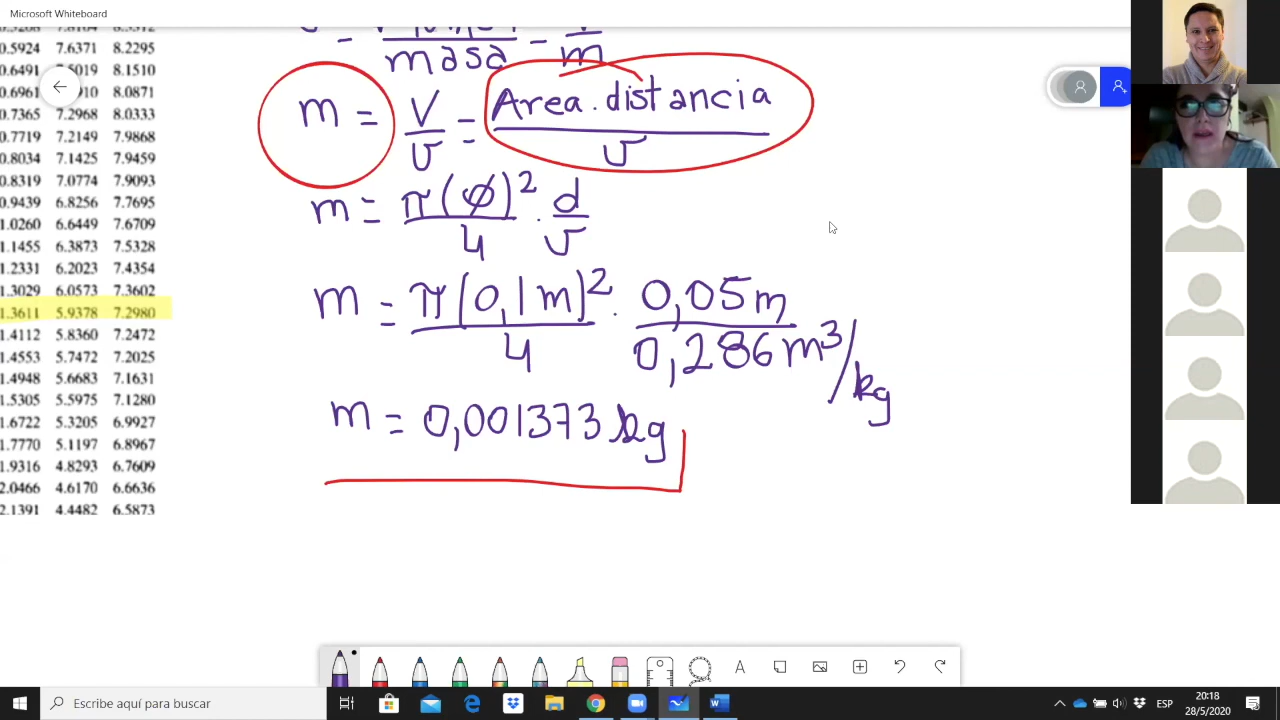 Microsoft Whiteboard
0.5924 7.6371 8.2295
0.6491 8.1510
0.6961 8.0871
0.7365 7.2968 8.0333
0.7719 7.2149 7.9868
0.8034 7.1425 7.9459
0.8319 7.0774 7.9093
0.9439 6.8256 7.7695
1.0260 6.6449 7.6709
1.1455 6.3873 7.5328
1.2331 6.2023 7.4354
1.3029 6.0573 7.3602
1.3611 5.9378 7.2980
1.4112 5.8360 7.2472
1.4553 5.7472 7.2025
1.4948 5.6683 7.1631
1.5305 5.5975 7.1280
1.6722 5.3205 6.9927
1.7770 5.1197 6.8967
1.9316 4.8293 6.7609
2.0466 4.6170 6.6636
2.1391 4.4482 6.5873
masa = m
m = V/v = Area.distancia/v
m = π(φ)²/4 . d/v
m = π(0,1m)²/4 . 0,05m/0,286m³/kg
m = 0,001373 kg
A
Escribe aquí para buscar
ESP
20:18
28/5/2020